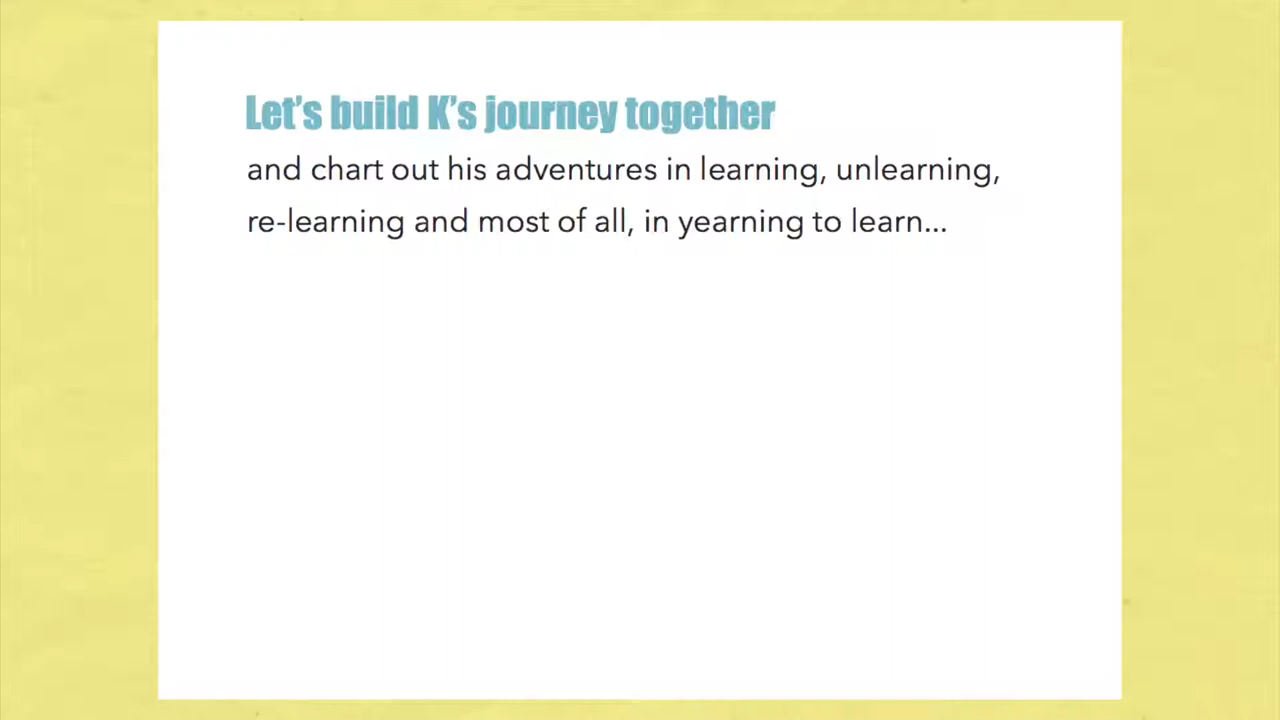 Let's build K's journey together
and chart out his adventures in learning, unlearning,
re-learning and most of all, in yearning to learn...